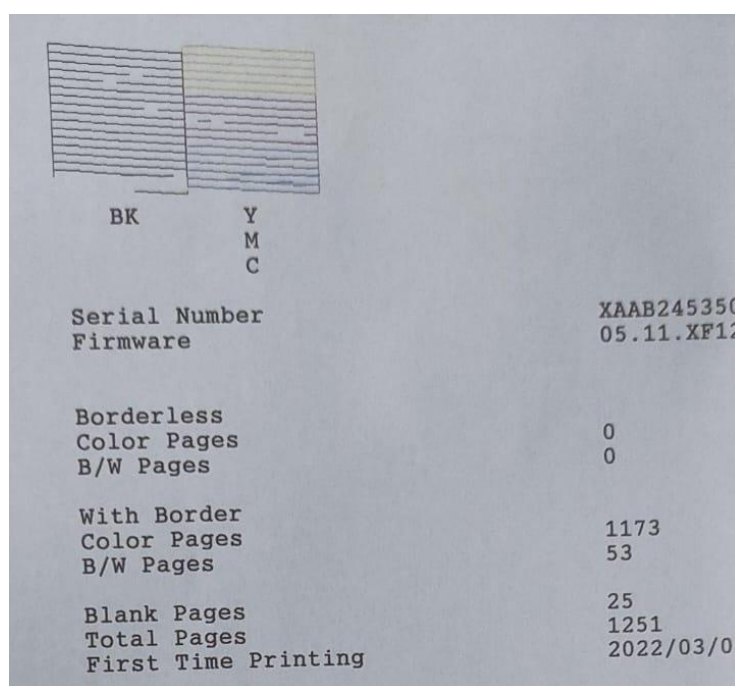 BK Y
M
C
Serial Number XAAB245350
Firmware 05.11.XF12
Borderless
Color Pages 0
B/W Pages 0
With Border
Color Pages 1173
B/W Pages 53
Blank Pages 25
Total Pages 1251
First Time Printing 2022/03/0